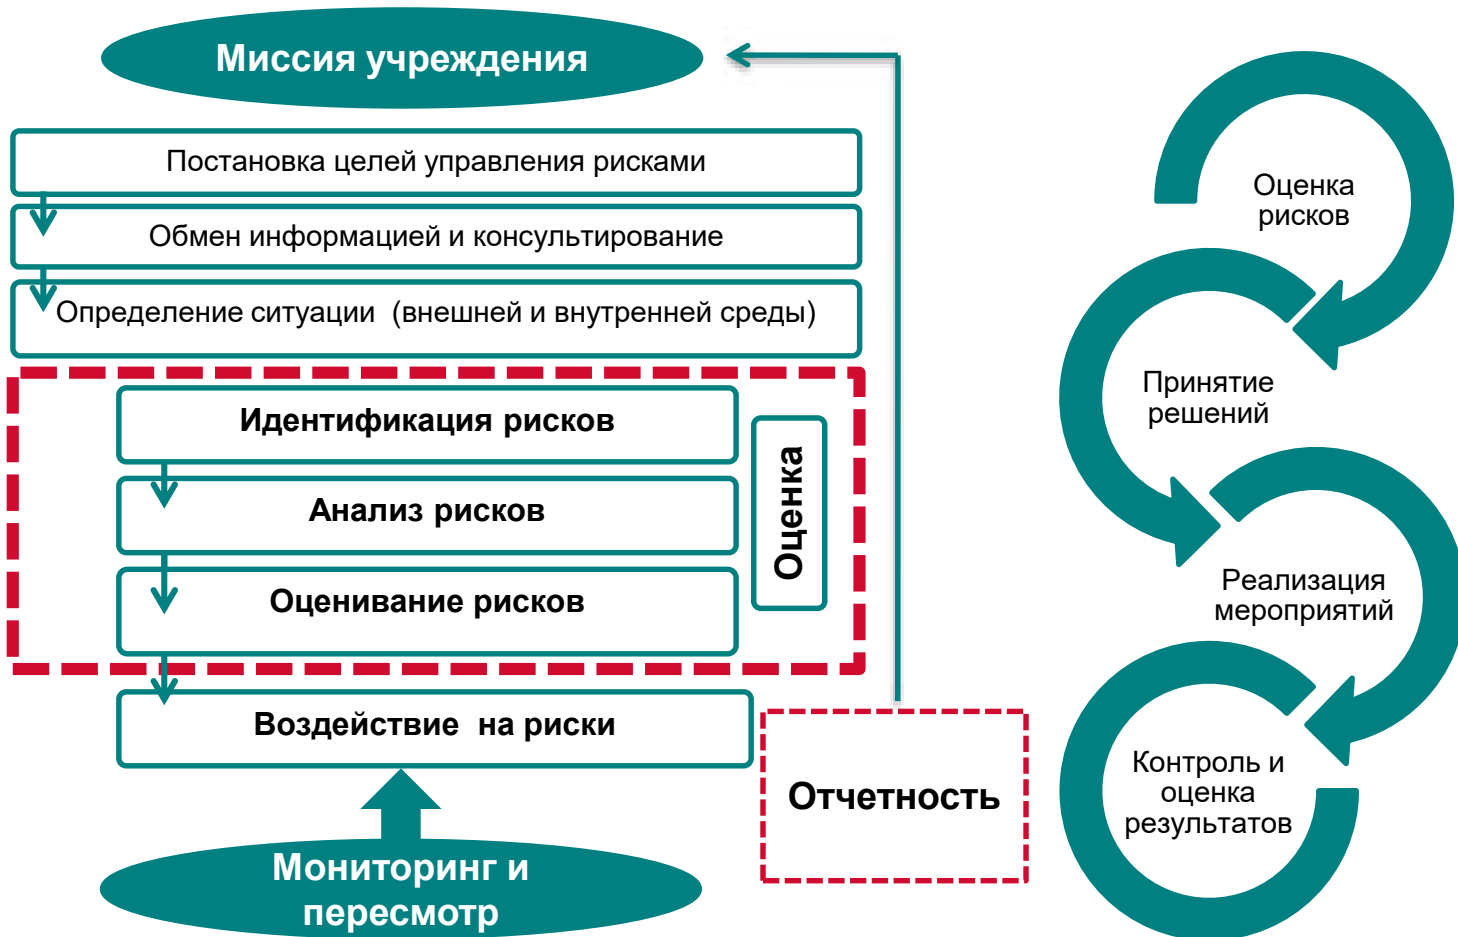 Миссия учреждения
Постановка целей управления рисками
Обмен информацией и консультирование
Определение ситуации (внешней и внутренней среды)
Идентификация рисков
Анализ рисков
Оценивание рисков
Оценка
Воздействие на риски
Отчетность
Мониторинг и
пересмотр
Оценка
рисков
Принятие
решений
Реализация
мероприятий
Контроль и
оценка
результатов